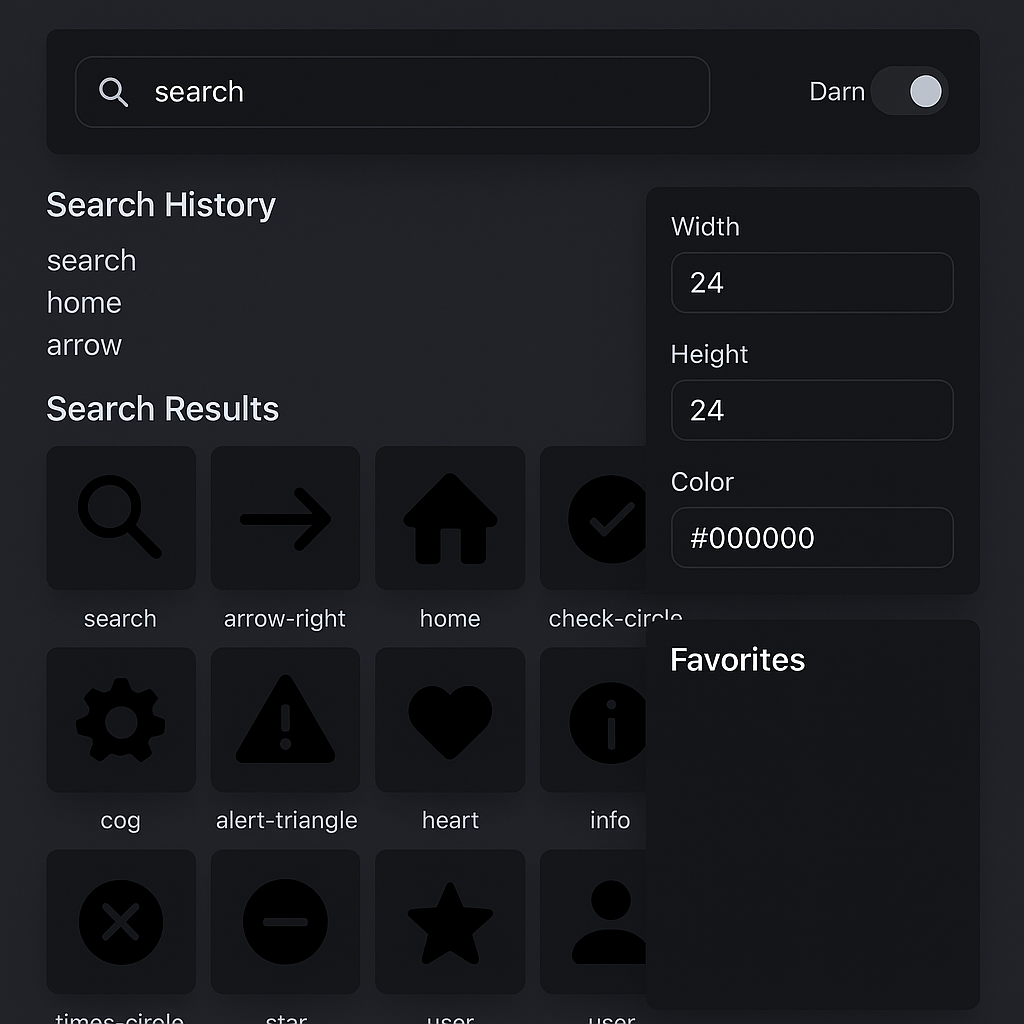 search
Darn
Search History
search
home
arrow
Search Results
search
arrow-right
home
check-circle
cog
alert-triangle
heart
info
times-circle
star
user
user
Width
24
Height
24
Color
#000000
Favorites